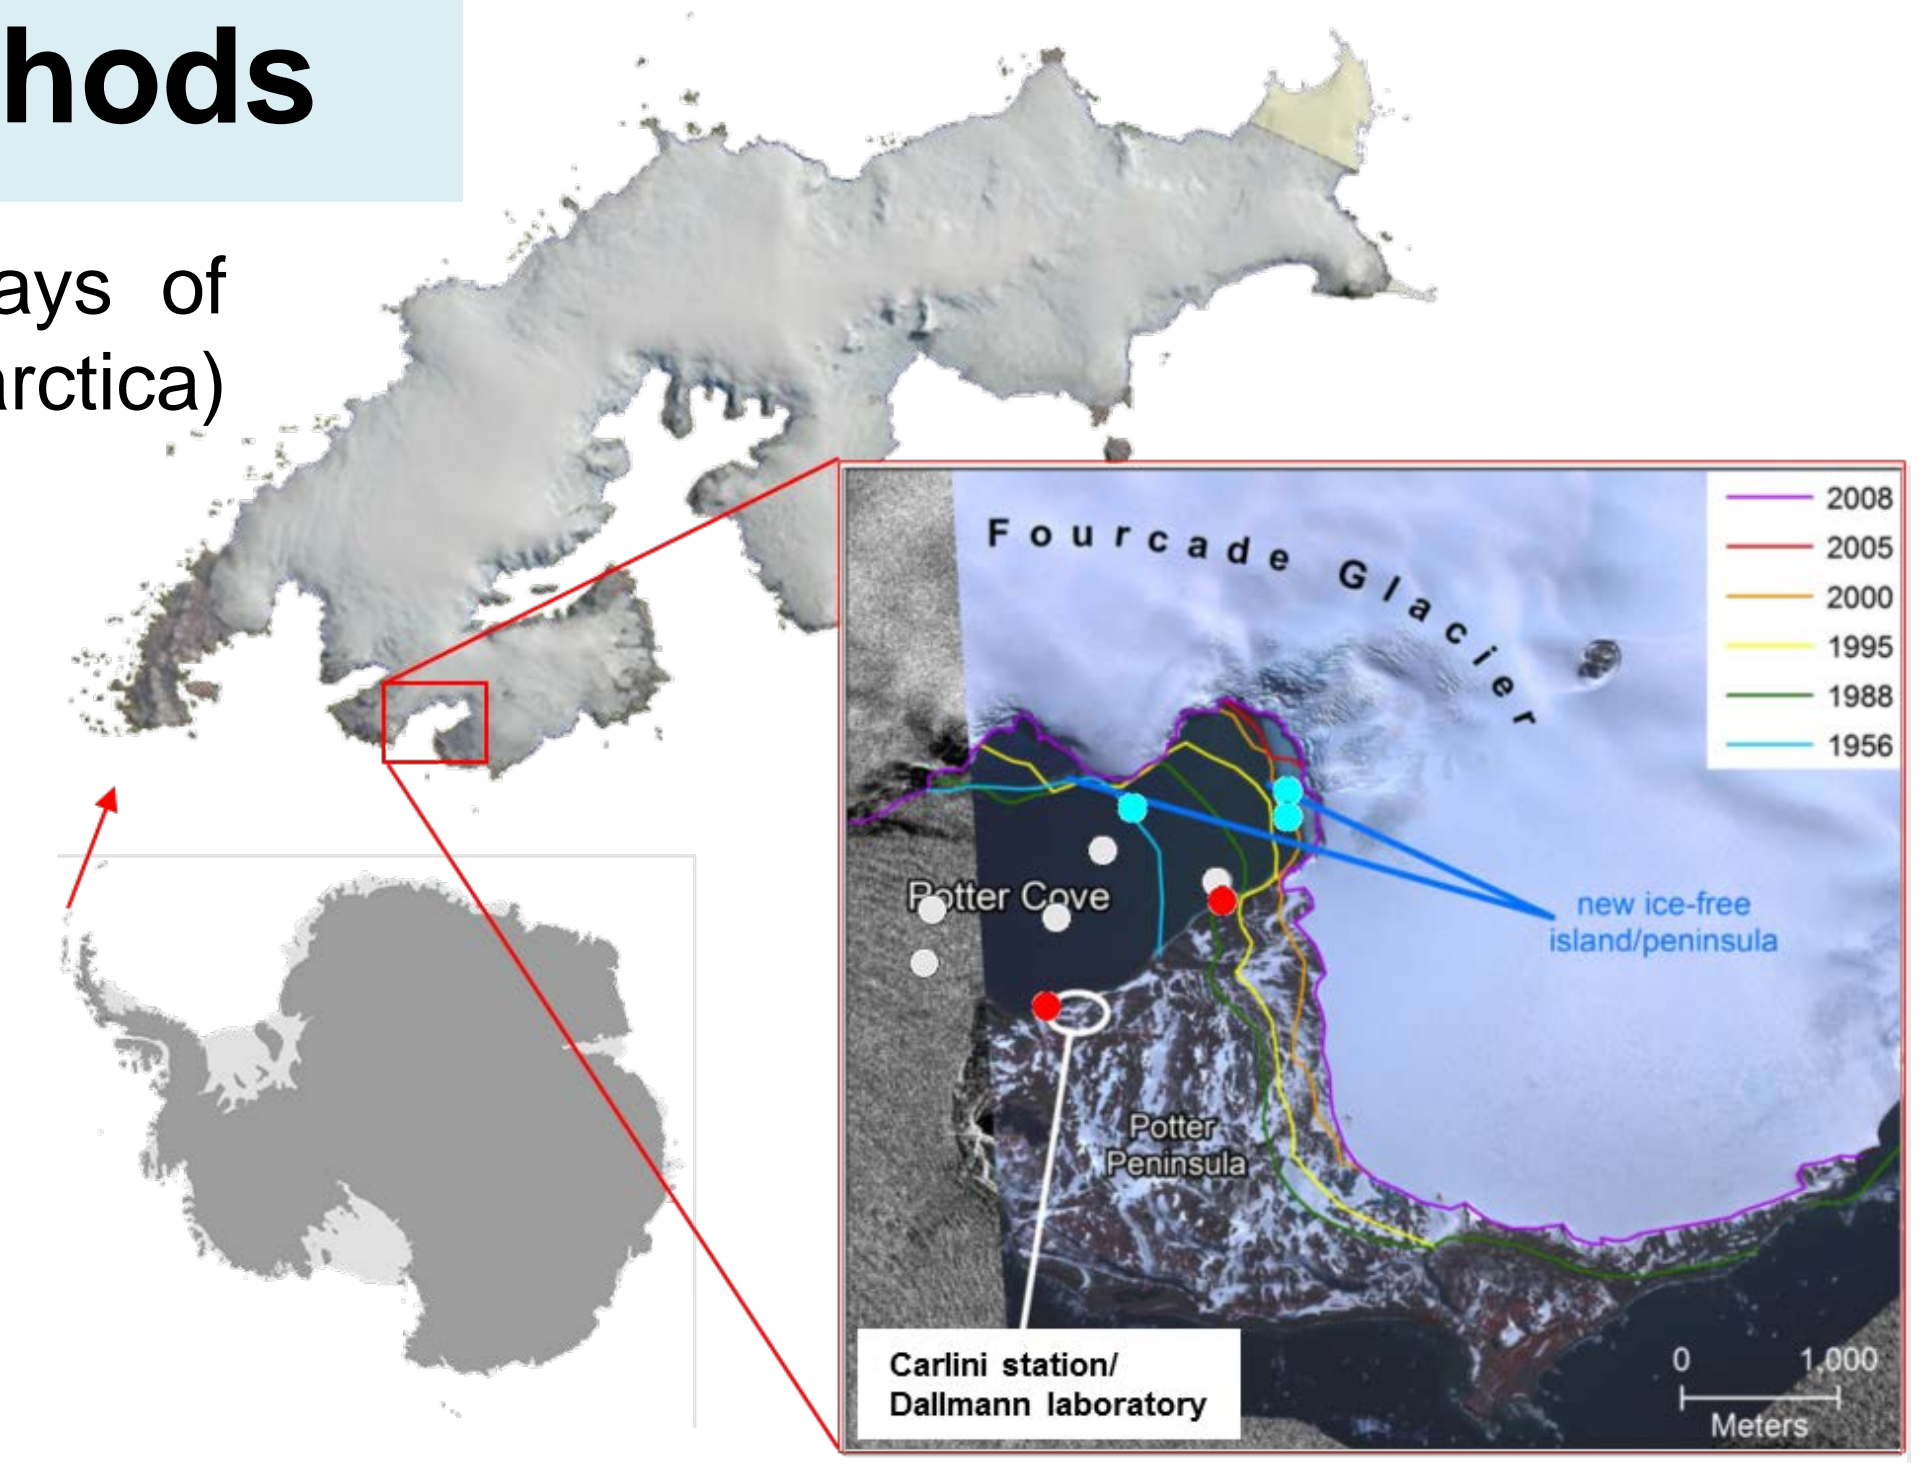 hods
ays of
arctica)
Fourcade Glacier
2008
2005
2000
1995
1988
1956
Potter Cove
new ice-free
island/peninsula
Potter
Peninsula
Carlini station/
Dallmann laboratory
0 1,000
Meters